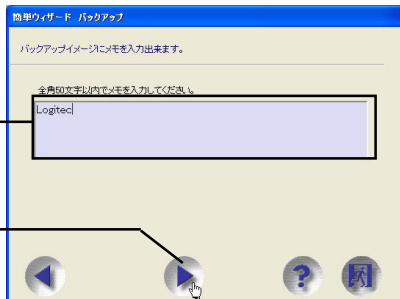 簡単ウィザード バックアップ
バックアップイメージにメモを入力出来ます。
全角50文字以内でメモを入力してください。
Logitec
?